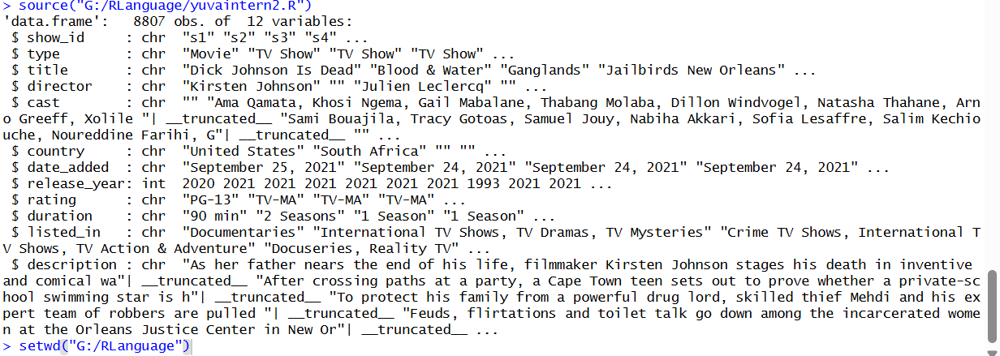 > source("G:/RLanguage/yuvaintern2.R")
'data.frame':   8807 obs. of  12 variables:
 $ show_id     : chr  "s1" "s2" "s3" "s4" ...
 $ type        : chr  "Movie" "TV Show" "TV Show" "TV Show" ...
 $ title       : chr  "Dick Johnson Is Dead" "Blood & Water" "Ganglands" "Jailbirds New Orleans" ...
 $ director    : chr  "Kirsten Johnson" "" "Julien Leclercq" "" ...
 $ cast        : chr  "" "Ama Qamata, Khosi Ngema, Gail Mabalane, Thabang Molaba, Dillon Windvogel, Natasha Thahane, Arn
o Greeff, Xolile "| __truncated__ "Sami Bouajila, Tracy Gotoas, Samuel Jouy, Nabiha Akkari, Sofia Lesaffre, Salim Kechio
uche, Noureddine Farihi, G"| __truncated__ "" ...
 $ country     : chr  "United States" "South Africa" "" "" ...
 $ date_added  : chr  "September 25, 2021" "September 24, 2021" "September 24, 2021" "September 24, 2021" ...
 $ release_year: int  2020 2021 2021 2021 2021 2021 2021 1993 2021 2021 ...
 $ rating      : chr  "PG-13" "TV-MA" "TV-MA" "TV-MA" ...
 $ duration    : chr  "90 min" "2 Seasons" "1 Season" "1 Season" ...
 $ listed_in   : chr  "Documentaries" "International TV Shows, TV Dramas, TV Mysteries" "Crime TV Shows, International T
V Shows, TV Action & Adventure" "Docuseries, Reality TV" ...
 $ description : chr  "As her father nears the end of his life, filmmaker Kirsten Johnson stages his death in inventive
and comical wa"| __truncated__ "After crossing paths at a party, a Cape Town teen sets out to prove whether a private-sc
hool swimming star is h"| __truncated__ "To protect his family from a powerful drug lord, skilled thief Mehdi and his ex
pert team of robbers are pulled "| __truncated__ "Feuds, flirtations and toilet talk go down among the incarcerated wome
n at the Orleans Justice Center in New Or"| __truncated__ ...
> setwd("G:/RLanguage")